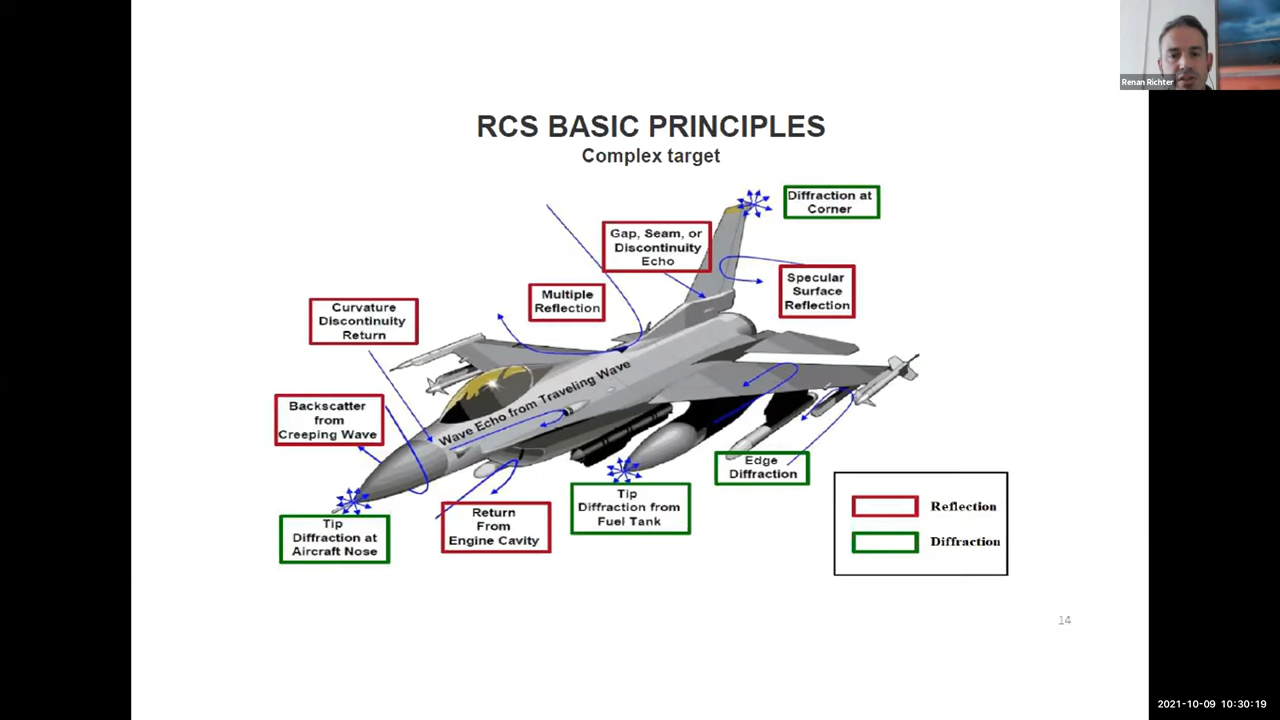 Renan Richter
RCS BASIC PRINCIPLES
Complex target
Diffraction at
Corner
Gap, Seam, or
Discontinuity
Echo
Specular
Surface
Reflection
Multiple
Reflection
Curvature
Discontinuity
Return
Wave Echo from Traveling Wave
Backscatter
from
Creeping Wave
Edge
Diffraction
Tip
Diffraction from
Fuel Tank
Return
From
Engine Cavity
Tip
Diffraction at
Aircraft Nose
Reflection
Diffraction
14
2021-10-09 10:30:19